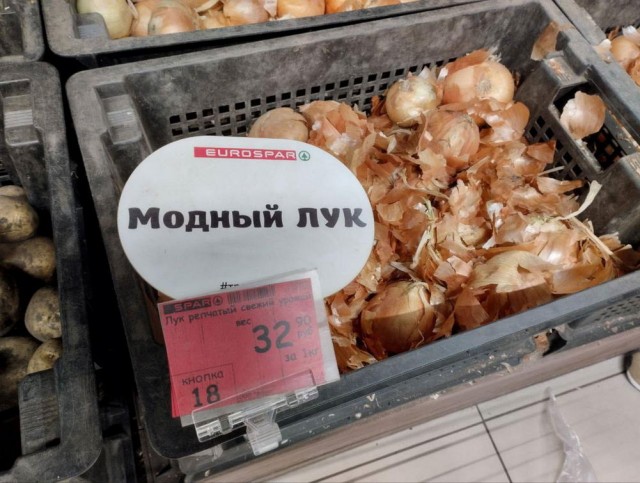 EUROSPAR
Модный ЛУК
SPAR
Лук репчатый свежий урожай
вес
32 90
за 1кг
КНОПКА
18